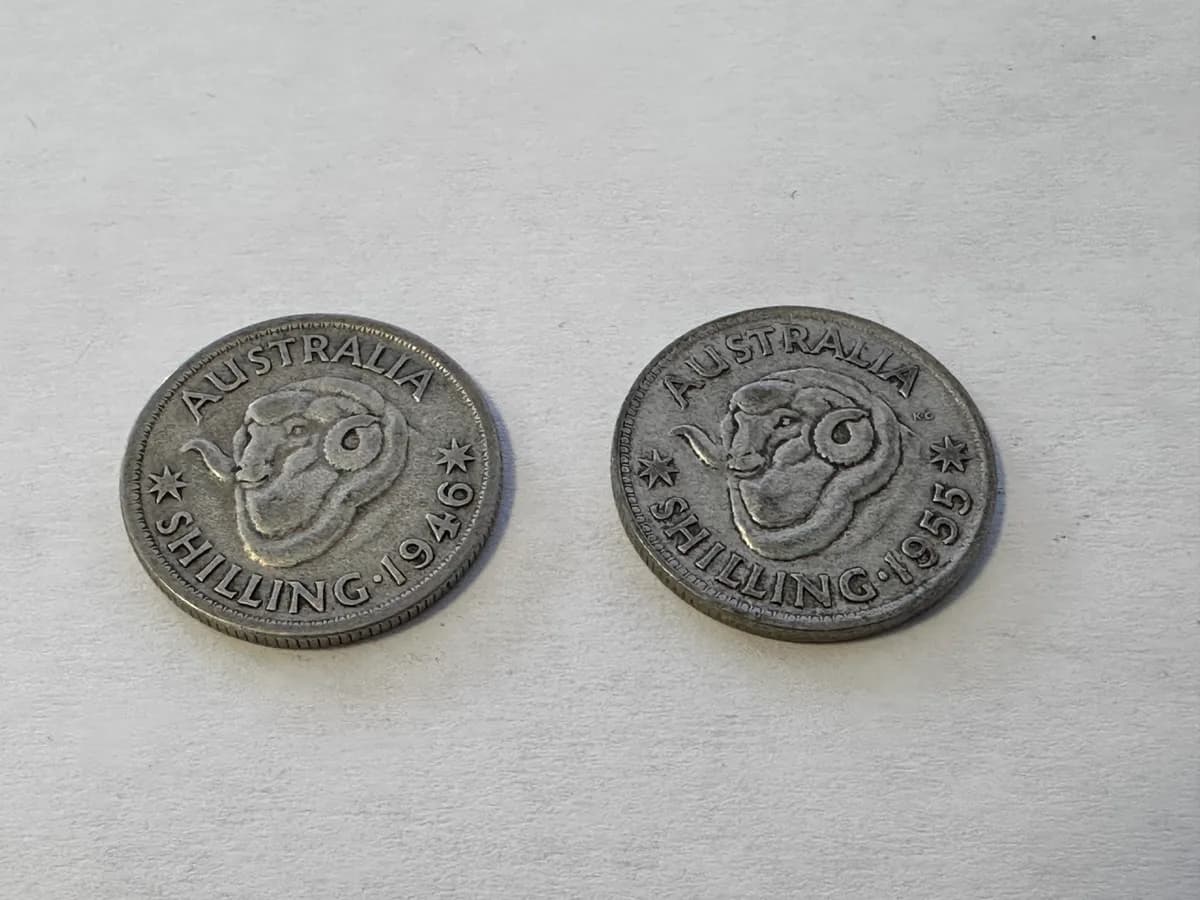 AUSTRALIA
SHILLING · 1946
AUSTRALIA
KG
SHILLING · 1955